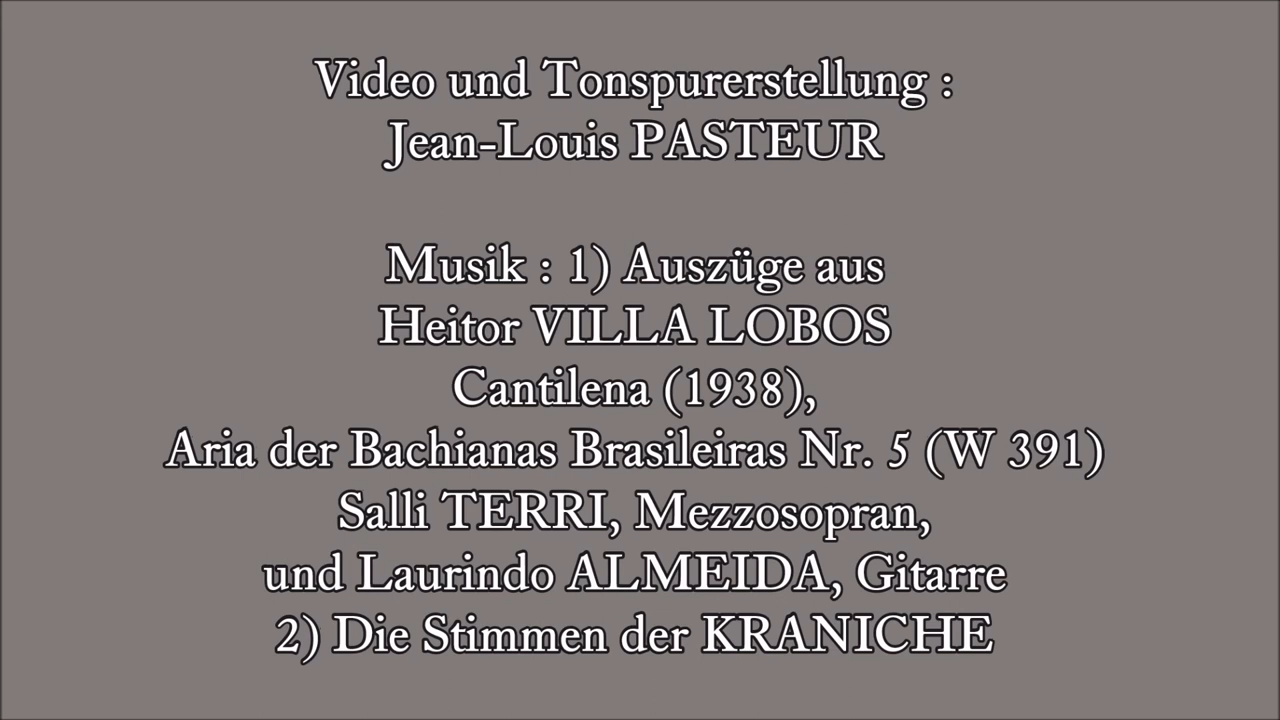 Video und Tonspurerstellung :
Jean-Louis PASTEUR
Musik : 1) Auszüge aus
Heitor VILLA LOBOS
Cantilena (1938),
Aria der Bachianas Brasileiras Nr. 5 (W 391)
Salli TERRI, Mezzosopran,
und Laurindo ALMEIDA, Gitarre
2) Die Stimmen der KRANICHE